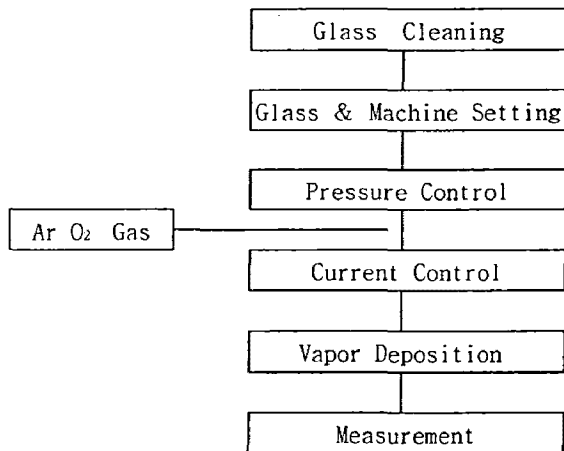 Glass Cleaning
Glass & Machine Setting
Pressure Control
Ar O₂ Gas
Current Control
Vapor Deposition
Measurement